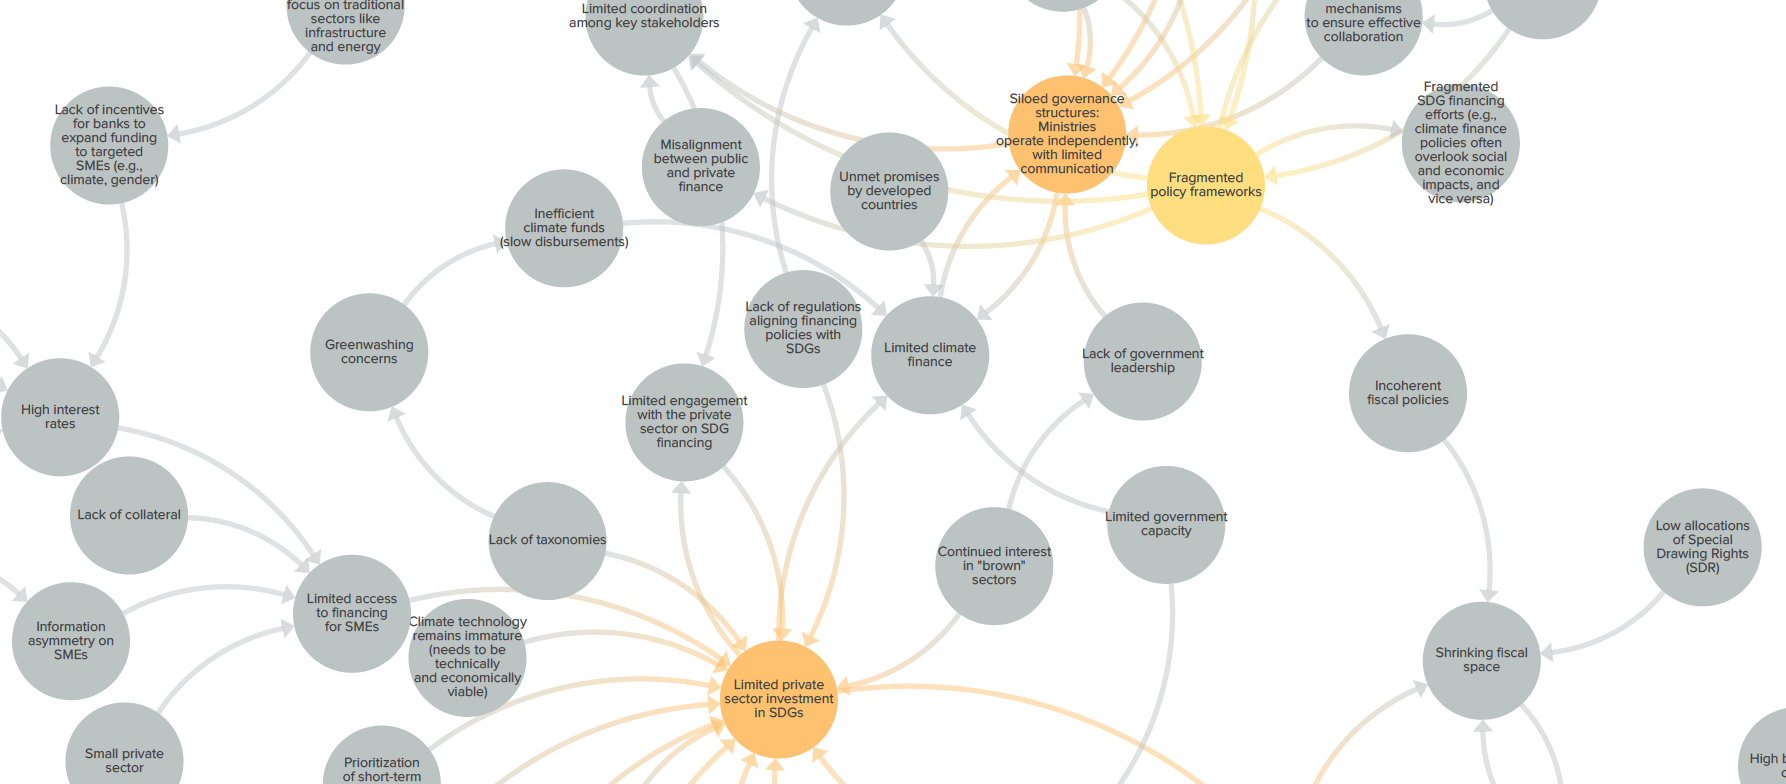 focus on traditional
sectors like
infrastructure
and energy
Limited coordination
among key stakeholders
mechanisms
to ensure effective
collaboration
Lack of incentives
for banks to
expand funding
to targeted
SMEs (e.g.,
climate, gender)
Misalignment
between public
and private
finance
Unmet promises
by developed
countries
Siloed governance
structures:
Ministries
operate independently,
with limited
communication
Fragmented
policy frameworks
Fragmented
SDG financing
efforts (e.g.,
climate finance
policies often
overlook social
and economic
impacts, and
vice versa)
Inefficient
climate funds
(slow disbursements)
Greenwashing
concerns
Lack of regulations
aligning financing
policies with
SDGs
Limited climate
finance
Lack of government
leadership
Incoherent
fiscal policies
High interest
rates
Limited engagement
with the private
sector on SDG
financing
Lack of collateral
Lack of taxonomies
Continued interest
in "brown"
sectors
Limited government
capacity
Low allocations
of Special
Drawing Rights
(SDR)
Information
asymmetry on
SMEs
Limited access
to financing
for SMEs
Climate technology
remains immature
(needs to be
technically
and economically
viable)
Limited private
sector investment
in SDGs
Shrinking fiscal
space
Small private
sector
Prioritization
of short-term
High